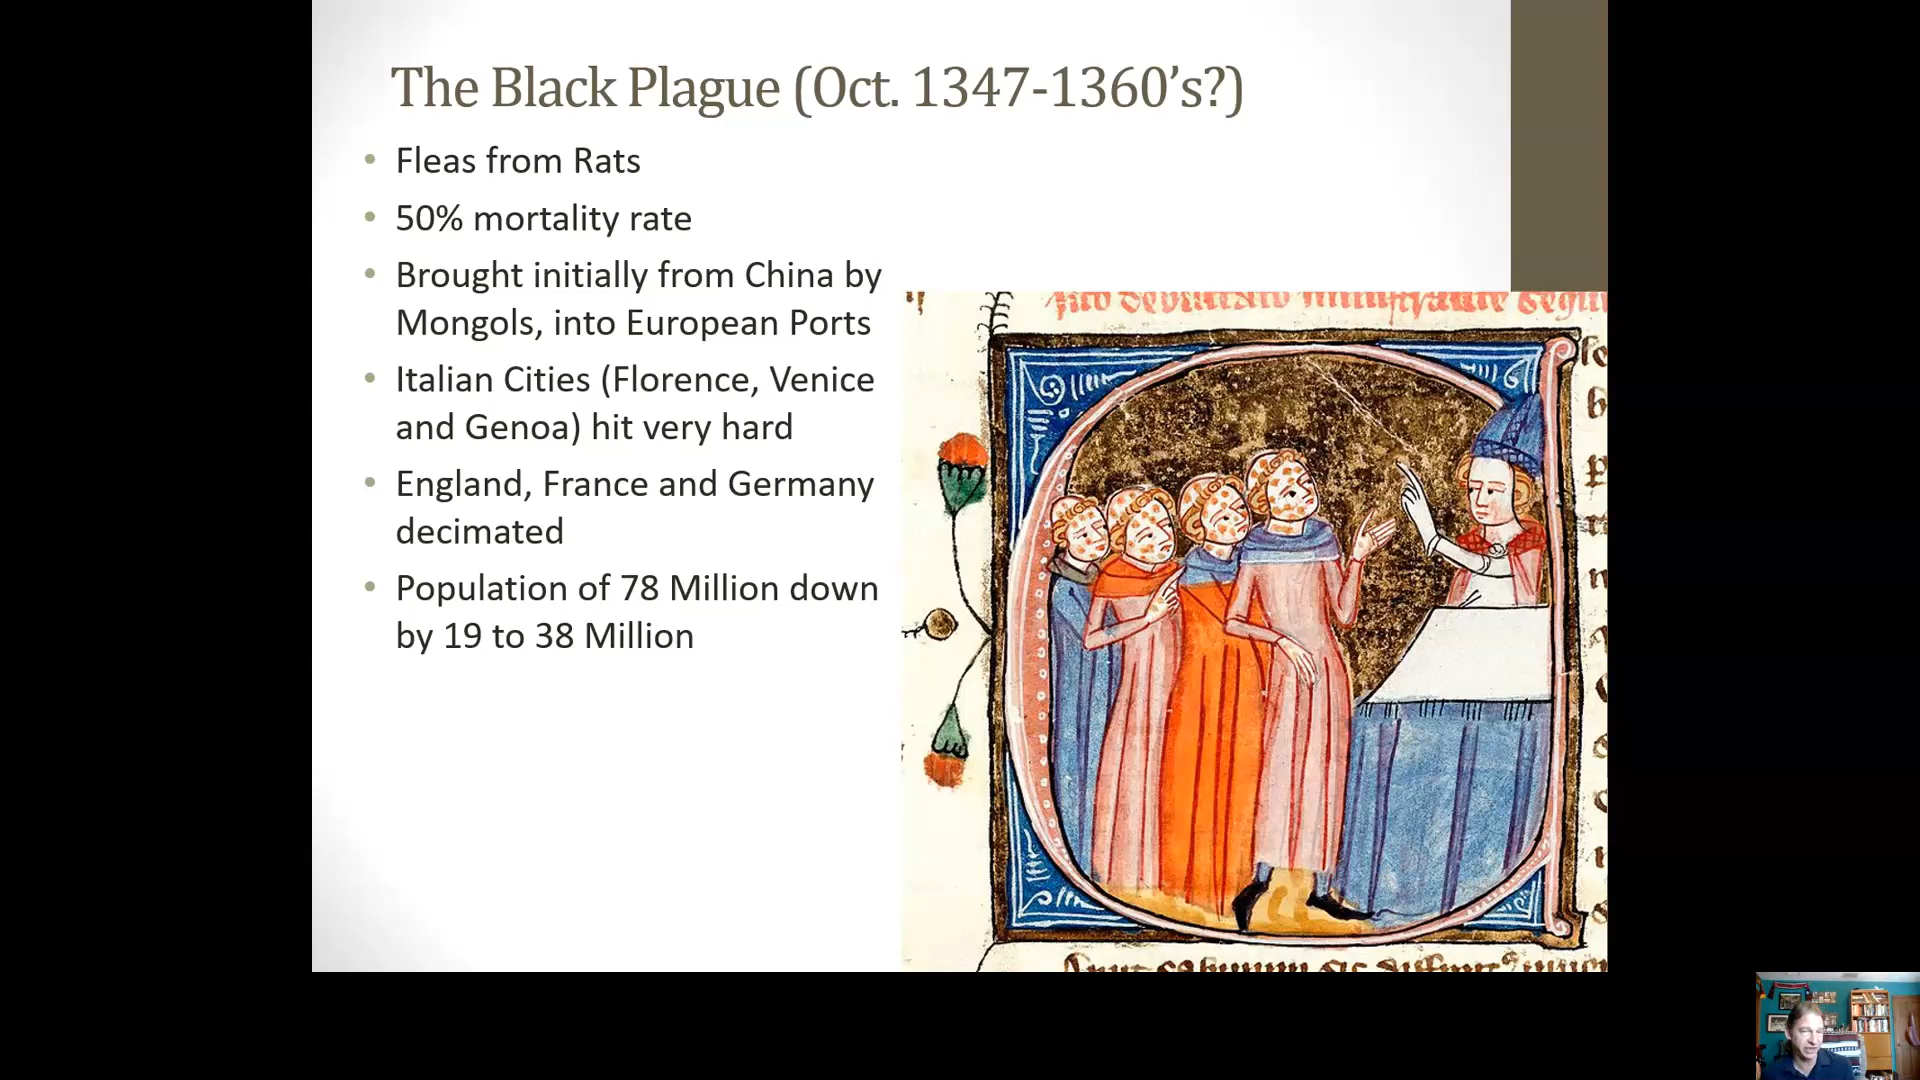 The Black Plague (Oct. 1347-1360's?)
• Fleas from Rats
• 50% mortality rate
• Brought initially from China by
Mongols, into European Ports
• Italian Cities (Florence, Venice
and Genoa) hit very hard
• England, France and Germany
decimated
• Population of 78 Million down
by 19 to 38 Million